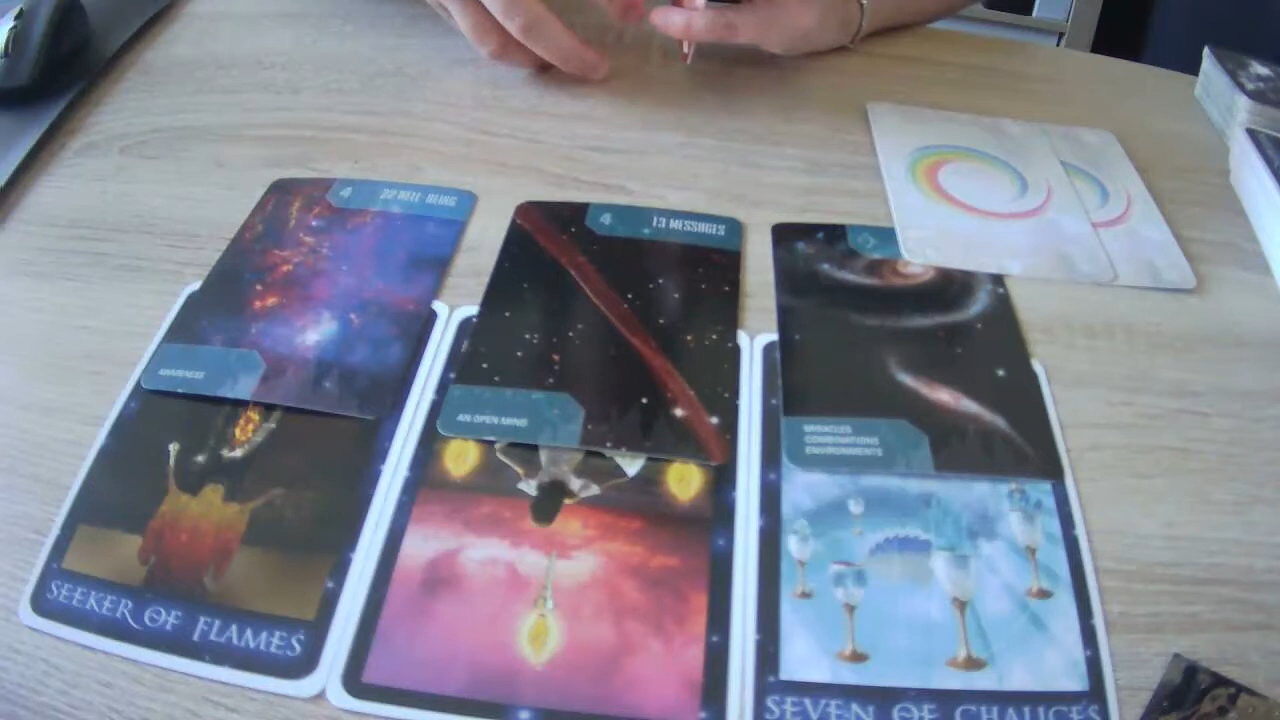 4 22 WELL-BEING
AWARENESS
4 13 MESSAGES
AN OPEN MIND
MIRACLES
COMBINATIONS
ENVIRONMENTS
SEEKER OF FLAMES
SEVEN OF CHALICES